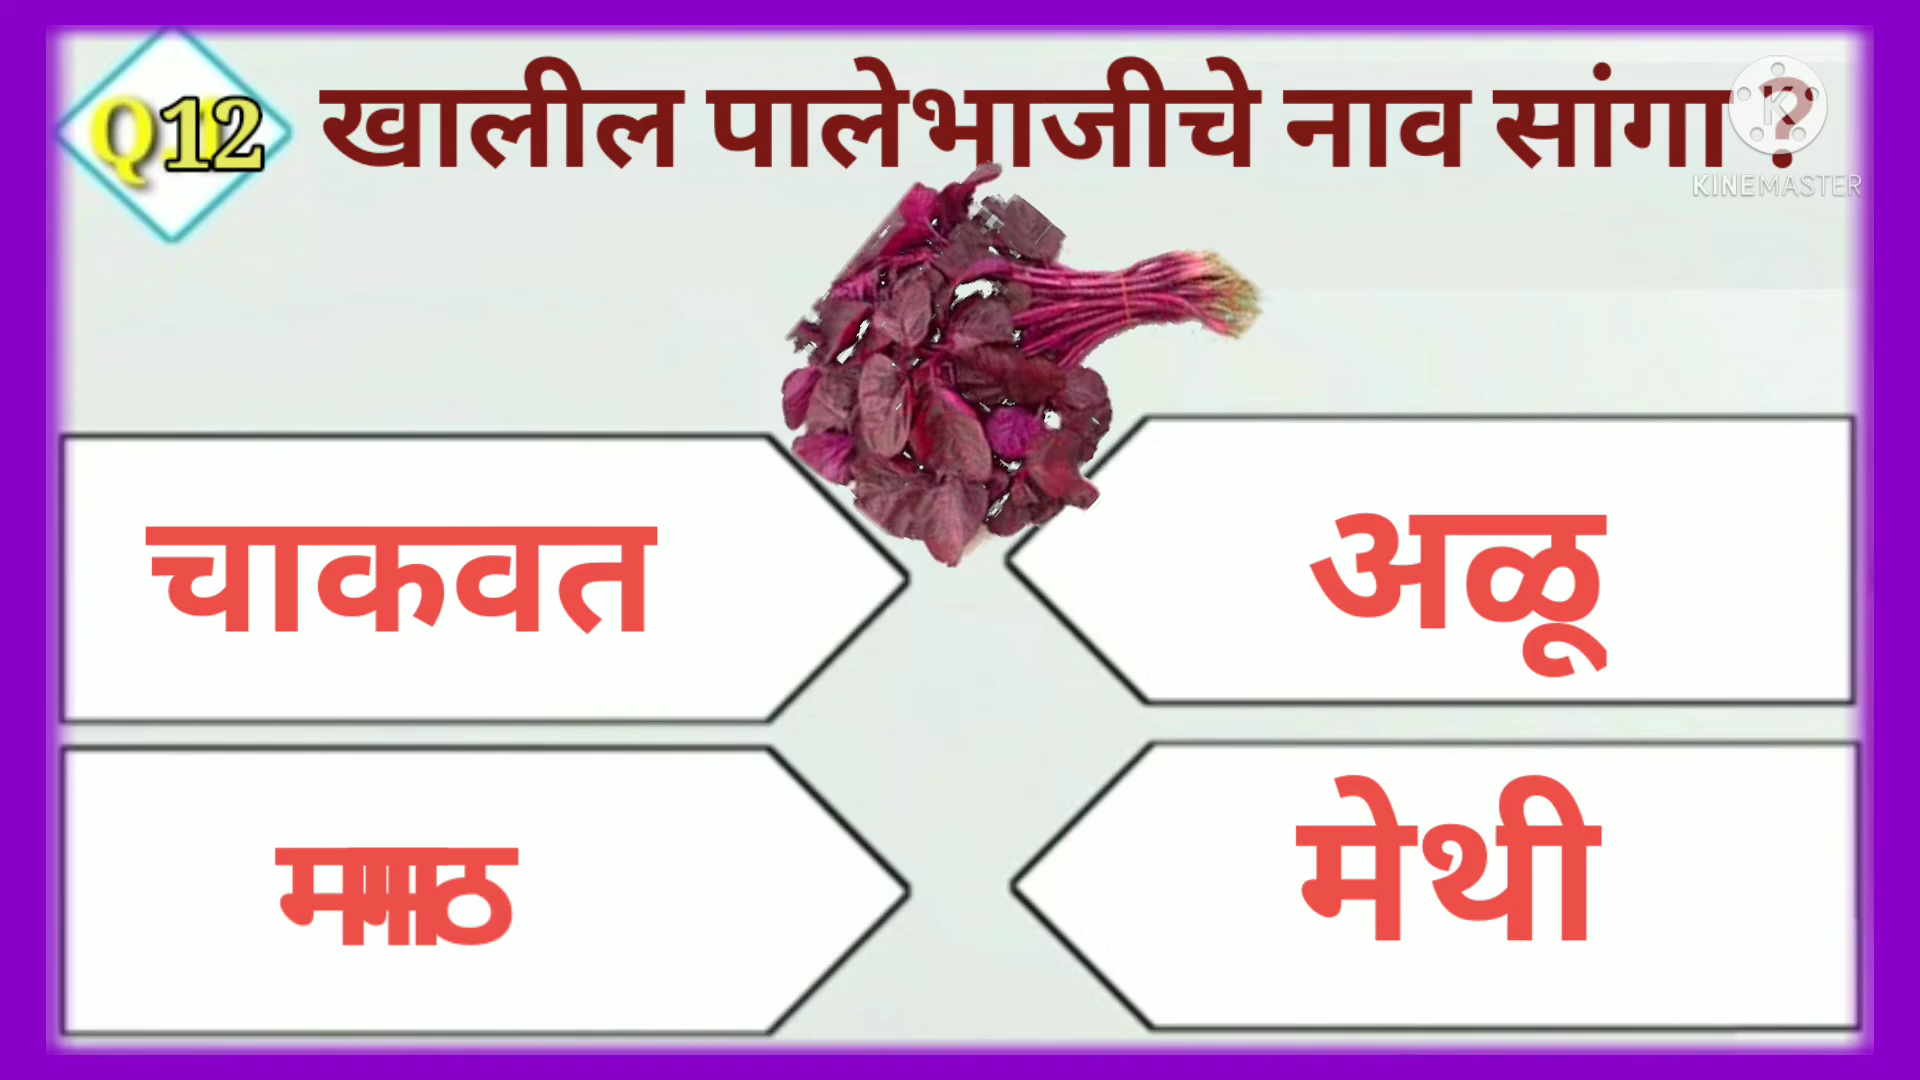 Q12 खालील पालेभाजीचे नाव सांगा ?
KINEMASTER
चाकवत
अळू
माठ
मेथी